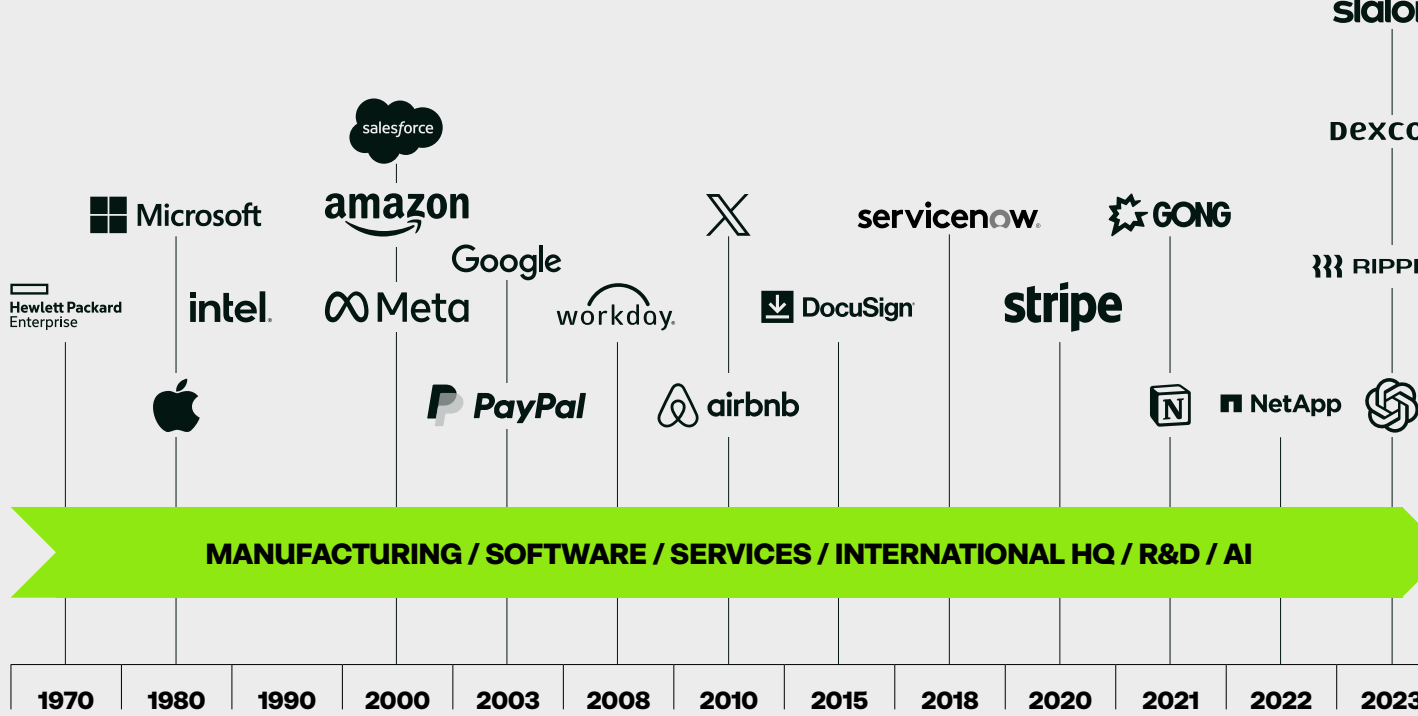 slalo
salesforce
DEXCO
amazon
Microsoft
X
servicenow®
GONG
Google
RIPPL
Hewlett Packard
Enterprise
intel®
Meta
workday®
DocuSign®
stripe
PayPal
airbnb
N
NetApp
MANUFACTURING / SOFTWARE / SERVICES / INTERNATIONAL HQ / R&D / AI
1970 1980 1990 2000 2003 2008 2010 2015 2018 2020 2021 2022 2023